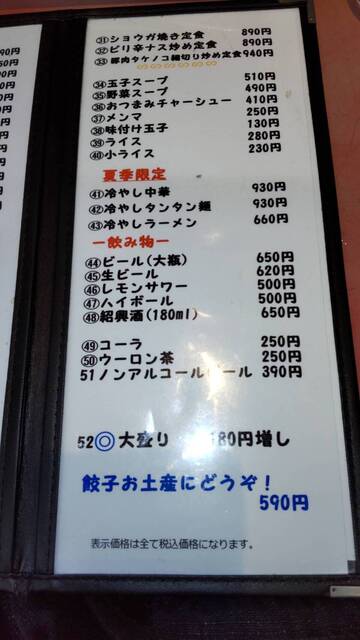 ㉛ショウガ焼き定食 890円
㉜ピリ辛ナス炒め定食 890円
㉝豚肉タケノコ細切り炒め定食 940円
㉞玉子スープ 510円
㉟野菜スープ 490円
㊱おつまみチャーシュー 410円
㊲メンマ 250円
㊳味付け玉子 130円
㊴ライス 280円
㊵小ライス 230円
夏季限定
㊶冷やし中華 930円
㊷冷やしタンタン麺 930円
㊸冷やしラーメン 660円
ー飲み物ー
㊹ビール(大瓶) 650円
㊺生ビール 620円
㊻レモンサワー 500円
㊼ハイボール 500円
㊽紹興酒(180ml) 650円
㊾コーラ 250円
㊿ウーロン茶 250円
51ノンアルコールビール 390円
52◎大盛り 180円増し
餃子お土産にどうぞ!
590円
表示価格は全て税込価格になります。